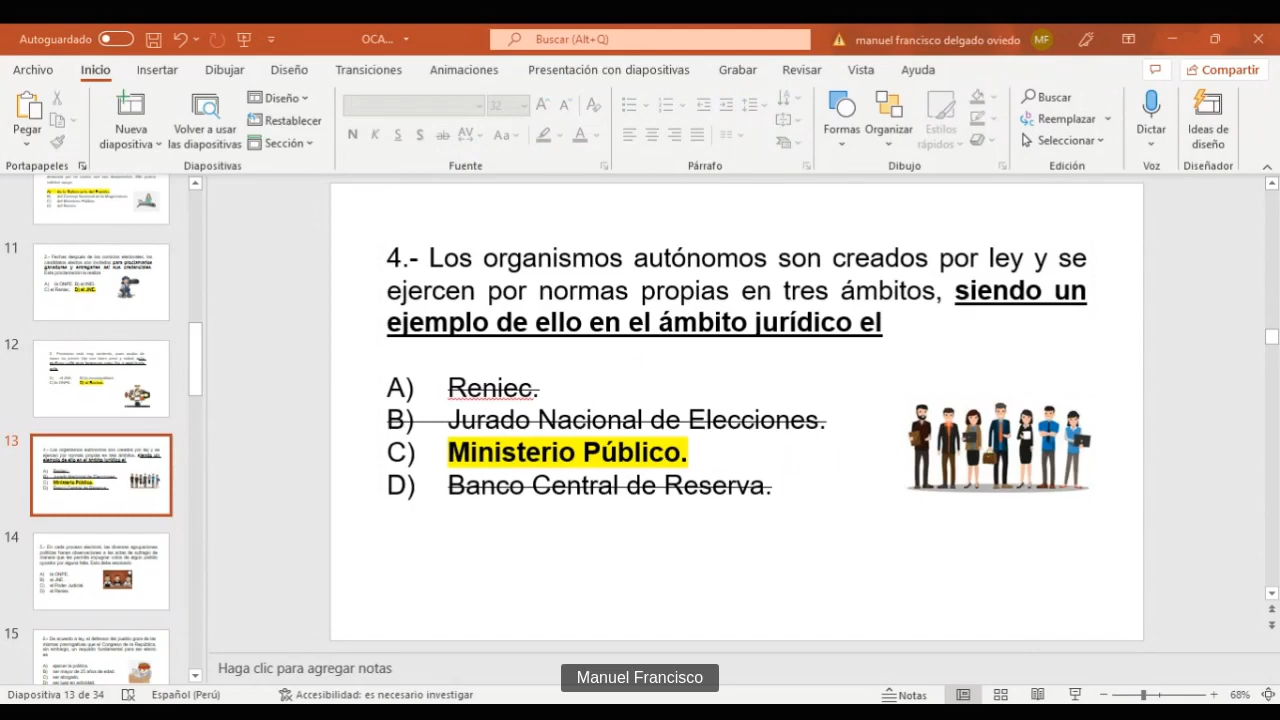 Autoguardado
OCA...
Buscar (Alt+Q)
manuel francisco delgado oviedo
MF
Archivo
Inicio
Insertar
Dibujar
Diseño
Transiciones
Animaciones
Presentación con diapositivas
Grabar
Revisar
Vista
Ayuda
Compartir
Pegar
Nueva
diapositiva
Volver a usar
las diapositivas
Diseño
Restablecer
Sección
32
N K S S ab AV Aa A
Formas
Organizar
Estilos
rápidos
Buscar
Reemplazar
Seleccionar
Dictar
Ideas de
diseño
Portapapeles
Diapositivas
Fuente
Párrafo
Dibujo
Edición
Voz
Diseñador
11
12
13
14
15
4.- Los organismos autónomos son creados por ley y se
ejercen por normas propias en tres ámbitos, siendo un
ejemplo de ello en el ámbito jurídico el
A) Reniec.
B) Jurado Nacional de Elecciones.
C) Ministerio Público.
D) Banco Central de Reserva.
Haga clic para agregar notas
Manuel Francisco
Diapositiva 13 de 34
Español (Perú)
Accesibilidad: es necesario investigar
Notas
68%